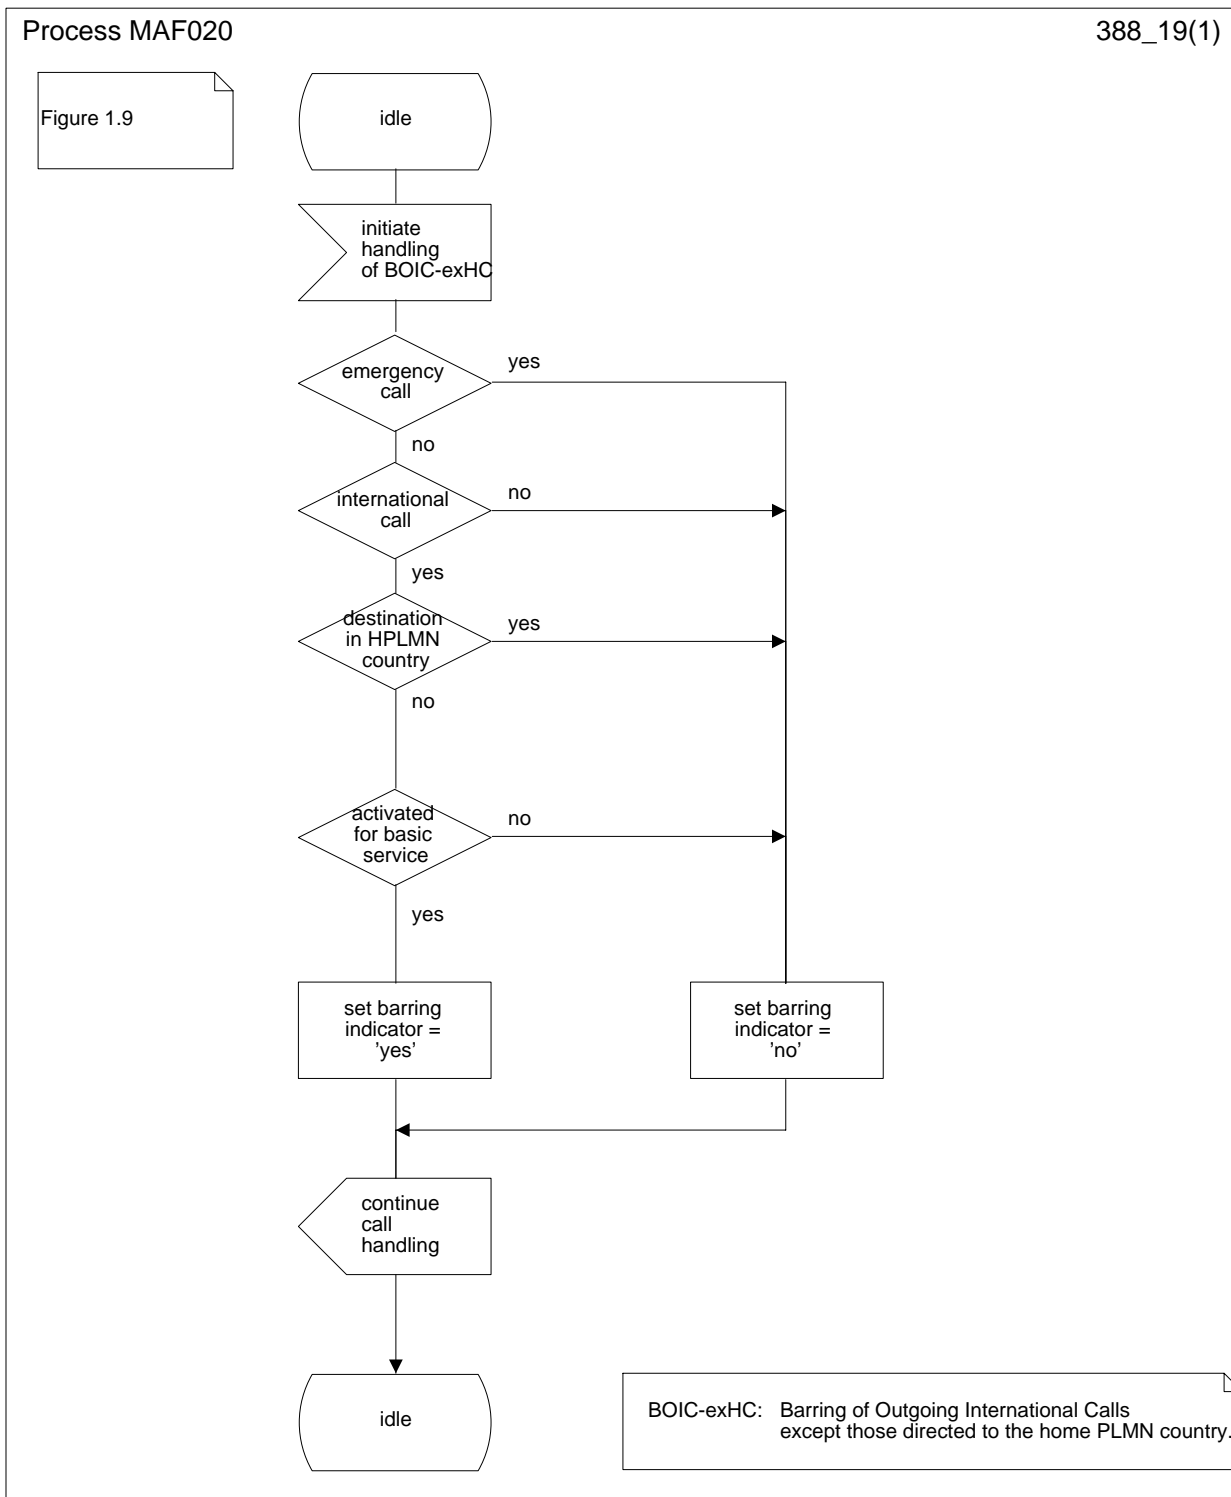 Process MAF020
388_19(1)
Figure 1.9
idle
initiate
handling
of BOIC-exHC
emergency
call
yes
no
international
call
no
yes
destination
in HPLMN
country
yes
no
activated
for basic
service
no
yes
set barring
indicator =
'yes'
set barring
indicator =
'no'
continue
call
handling
idle
BOIC-exHC: Barring of Outgoing International Calls
except those directed to the home PLMN country.